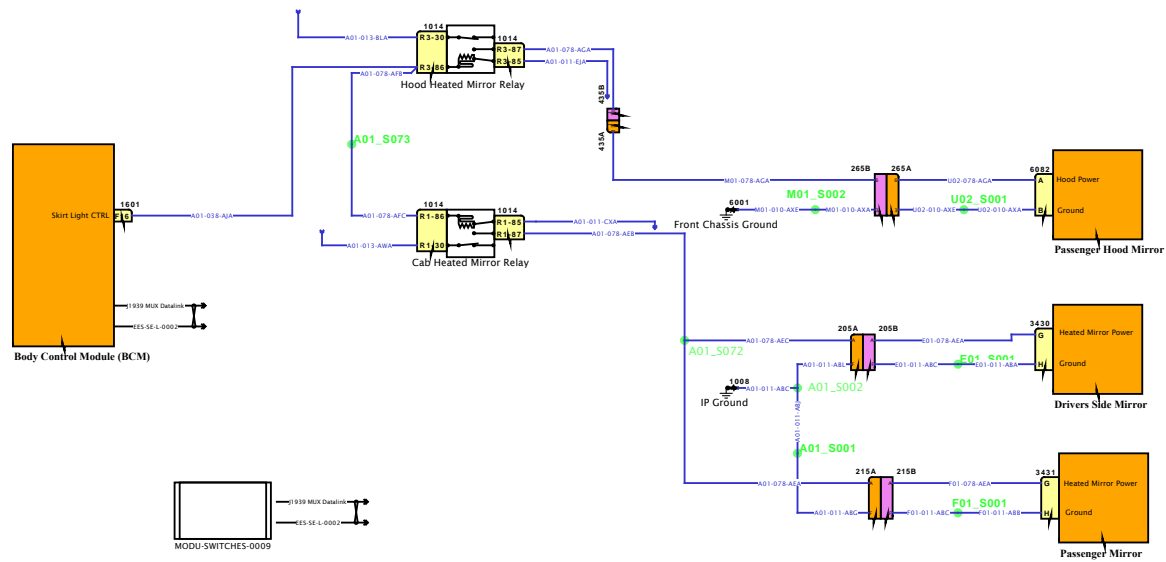 1014
A01-013-BLA
R3-30
1014
R3-87
A01-078-AGA
R3-86
R3-85
A01-011-EJA
A01-078-AFB
Hood Heated Mirror Relay
435B
435A
A01_S073
265B
265A
6082
M01-078-AGA
U02-078-AGA
A
Hood Power
M01_S002
U02_S001
Skirt Light CTRL
1601
F16
A01-038-AJA
A01-078-AFC
1014
R1-86
1014
R1-85
A01-011-CXA
6001
M01-010-AXE
M01-010-AXA
U02-010-AXE
U02-010-AXA
B
Ground
Front Chassis Ground
R1-87
A01-078-AEB
A01-013-AWA
R1-30
Cab Heated Mirror Relay
Passenger Hood Mirror
J1939 MUX Datalink
EES-SE-L-0002
Body Control Module (BCM)
205A
205B
3430
A01-078-AEC
E01-078-AEA
G
Heated Mirror Power
A01_S072
E01_S001
A01-011-ABL
E01-011-ABC
E01-011-ABA
H
Ground
1008
A01-011-ABC
A01_S002
IP Ground
A01-011-ABJ
Drivers Side Mirror
A01_S001
215A
215B
3431
A01-078-AEA
F01-078-AEA
G
Heated Mirror Power
F01_S001
A01-011-ABG
F01-011-ABC
F01-011-ABB
H
Ground
Passenger Mirror
J1939 MUX Datalink
EES-SE-L-0002
MODU-SWITCHES-0009